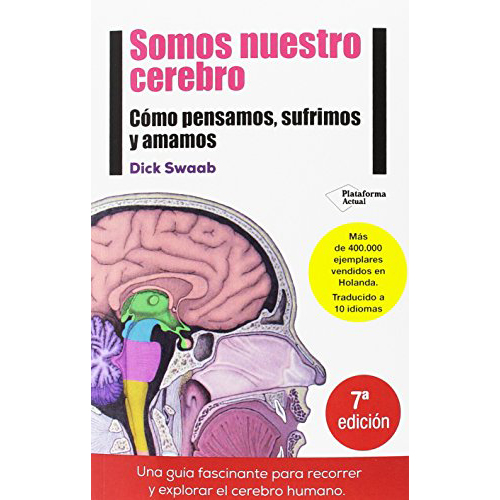 Somos nuestro
cerebro
Cómo pensamos, sufrimos
y amamos
Dick Swaab
Plataforma
Actual
Más
de 400.000
ejemplares
vendidos en
Holanda.
Traducido a
10 idiomas
7ª
edición
Una guía fascinante para recorrer
y explorar el cerebro humano.